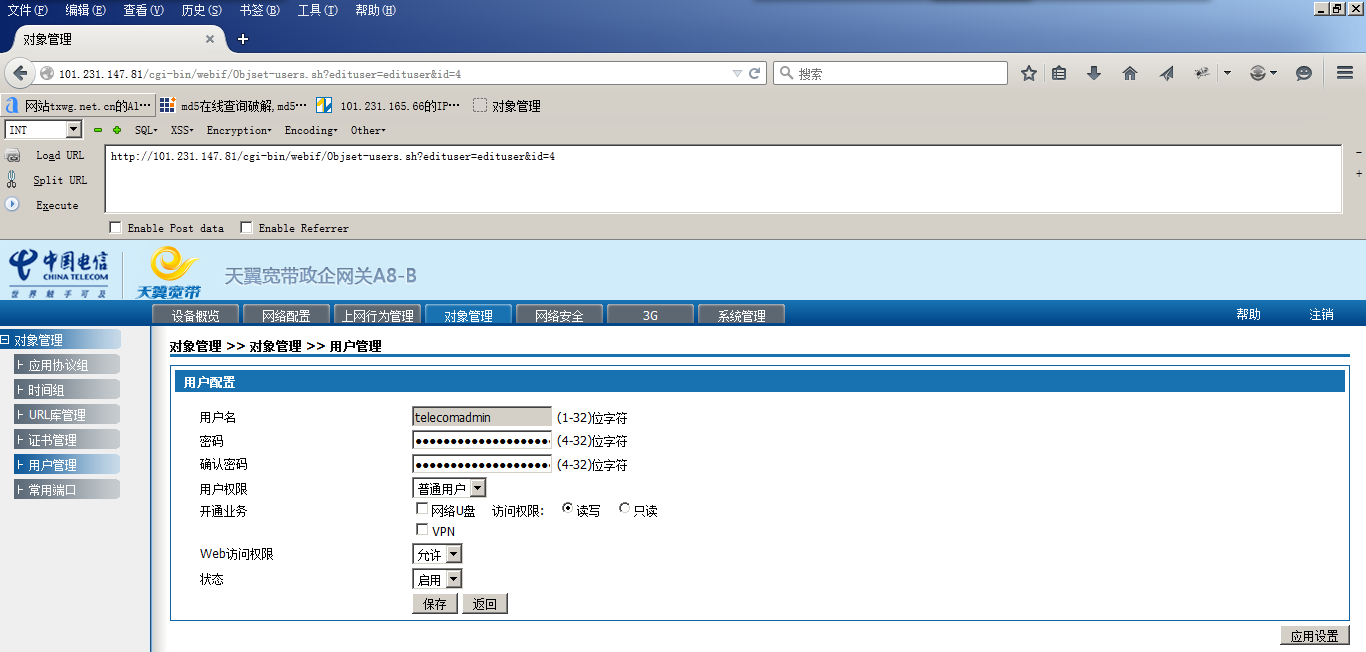 文件(F) 编辑(E) 查看(V) 历史(S) 书签(B) 工具(T) 帮助(H)
对象管理 × +
101.231.147.81/cgi-bin/webif/Objset-users.sh?edituser=edituser&id=4 搜索
网站txwg.net.cn的Al··· md5在线查询破解,md5··· 101.231.165.66的IP··· 对象管理
INT SQL XSS Encryption Encoding Other
Load URL http://101.231.147.81/cgi-bin/webif/Objset-users.sh?edituser=edituser&id=4
Split URL
Execute
Enable Post data Enable Referrer
中国电信
CHINA TELECOM
世界触手可及
天翼宽带
天翼宽带政企网关A8-B
设备概览 网络配置 上网行为管理 对象管理 网络安全 3G 系统管理 帮助 注销
对象管理
应用协议组
时间组
URL库管理
证书管理
用户管理
常用端口
对象管理 >> 对象管理 >> 用户管理
用户配置
用户名 telecomadmin (1-32)位字符
密码 (4-32)位字符
确认密码 (4-32)位字符
用户权限 普通用户
开通业务 网络U盘 访问权限: 读写 只读
VPN
Web访问权限 允许
状态 启用
保存 返回
应用设置